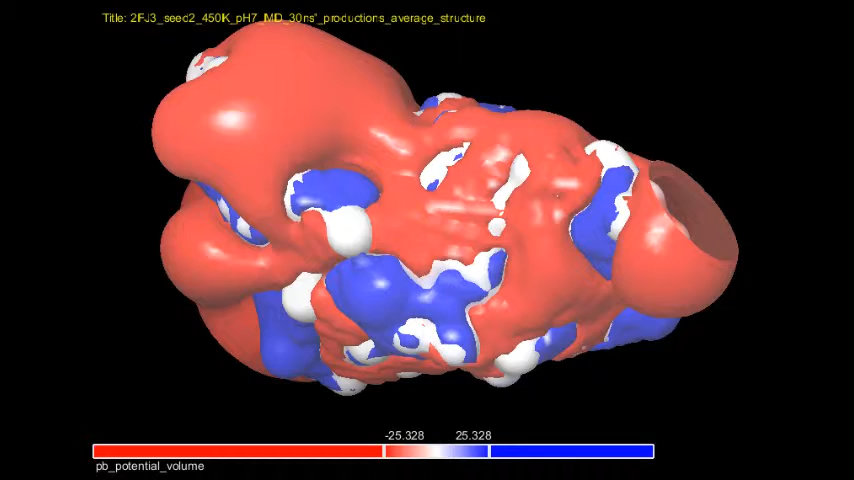 Title: 2FJ3_seed2_450K_pH7_MD_30ns'_productions_average_structure
-25.328 25.328
pb_potential_volume